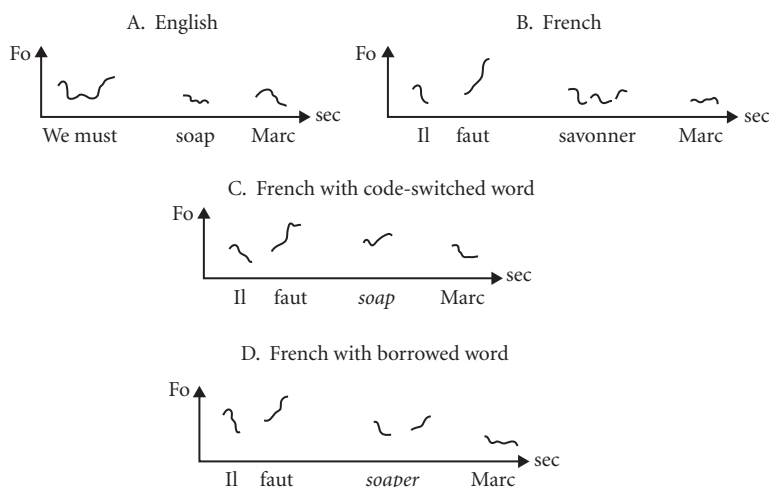 A. English
Fo
sec
We must soap Marc
B. French
Fo
sec
Il faut savonner Marc
C. French with code-switched word
Fo
sec
Il faut soap Marc
D. French with borrowed word
Fo
sec
Il faut soaper Marc